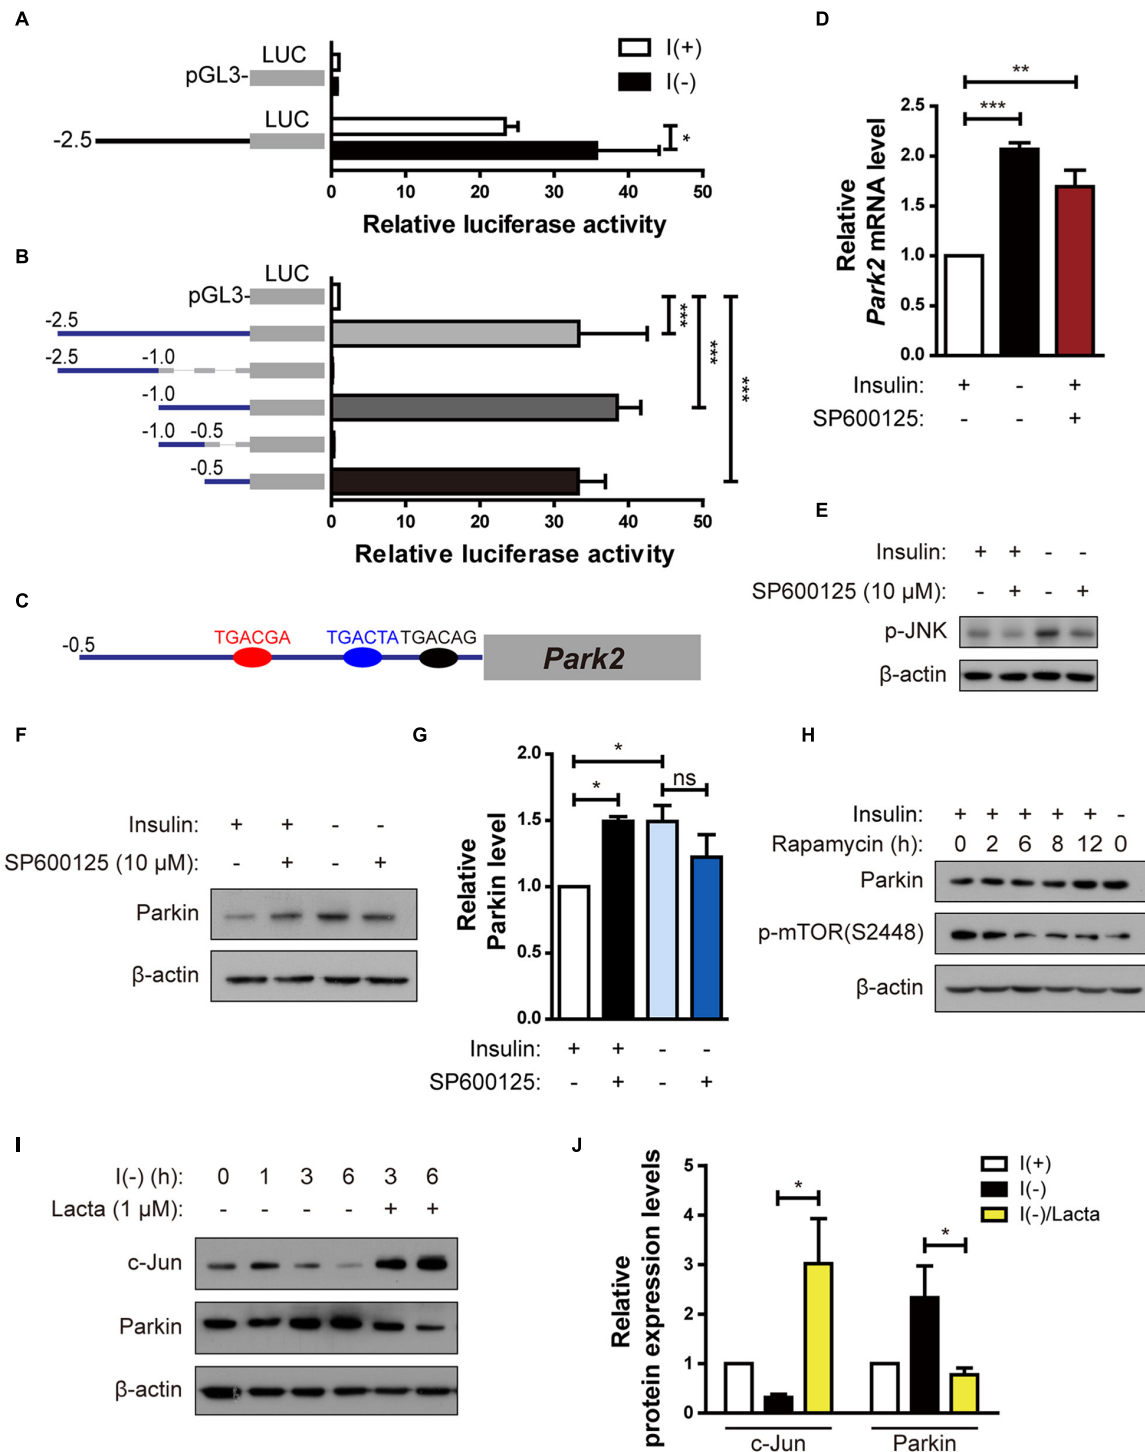 A
LUC
pGL3-
LUC
-2.5
I(+)
I(-)
*
0 10 20 30 40 50
Relative luciferase activity
B
LUC
pGL3-
-2.5
-2.5 -1.0
-1.0
-1.0 -0.5
-0.5
***
***
***
0 10 20 30 40 50
Relative luciferase activity
C
-0.5
TGACGA TGACTA TGACAG
Park2
D
**
***
2.5
2.0
1.5
1.0
0.5
0.0
Relative
Park2 mRNA level
Insulin: + - +
SP600125: - - +
E
Insulin: + + - -
SP600125 (10 µM): - + - +
p-JNK
β-actin
F
Insulin: + + - -
SP600125 (10 µM): - + - +
Parkin
β-actin
G
2.0
1.5
1.0
0.5
0.0
Relative
Parkin level
*
*
ns
Insulin: + + - -
SP600125: - + - +
H
Insulin: + + + + + -
Rapamycin (h): 0 2 6 8 12 0
Parkin
p-mTOR(S2448)
β-actin
I
I(-) (h): 0 1 3 6 3 6
Lacta (1 µM): - - - - + +
c-Jun
Parkin
β-actin
J
5
4
3
2
1
0
Relative
protein expression levels
*
*
I(+)
I(-)
I(-)/Lacta
c-Jun Parkin